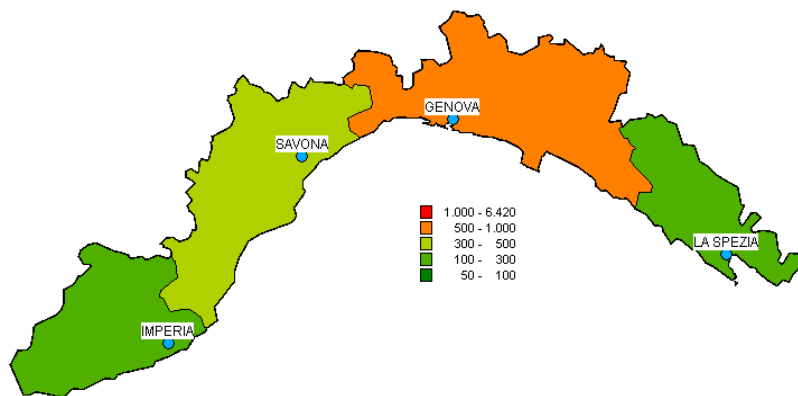 GENOVA
SAVONA
1.000 - 6.420
500 - 1.000
300 - 500
100 - 300
50 - 100
LA SPEZIA
IMPERIA